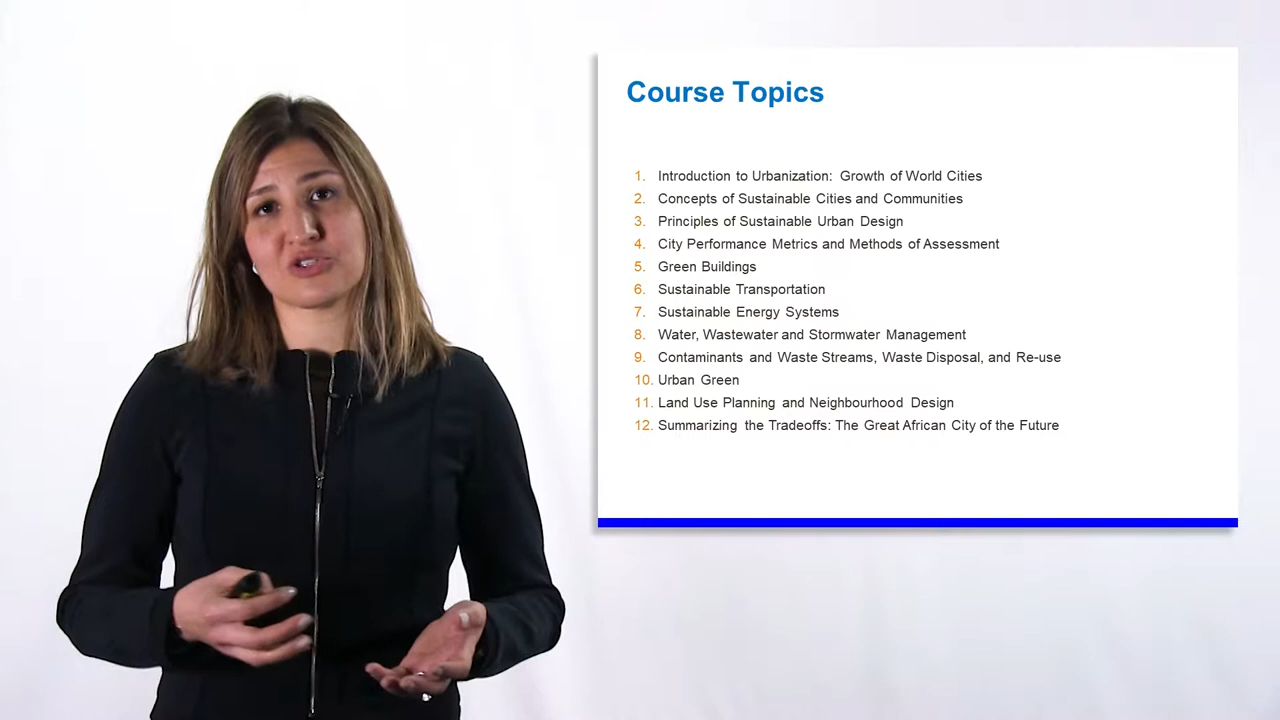 Course Topics
1. Introduction to Urbanization: Growth of World Cities
2. Concepts of Sustainable Cities and Communities
3. Principles of Sustainable Urban Design
4. City Performance Metrics and Methods of Assessment
5. Green Buildings
6. Sustainable Transportation
7. Sustainable Energy Systems
8. Water, Wastewater and Stormwater Management
9. Contaminants and Waste Streams, Waste Disposal, and Re-use
10. Urban Green
11. Land Use Planning and Neighbourhood Design
12. Summarizing the Tradeoffs: The Great African City of the Future